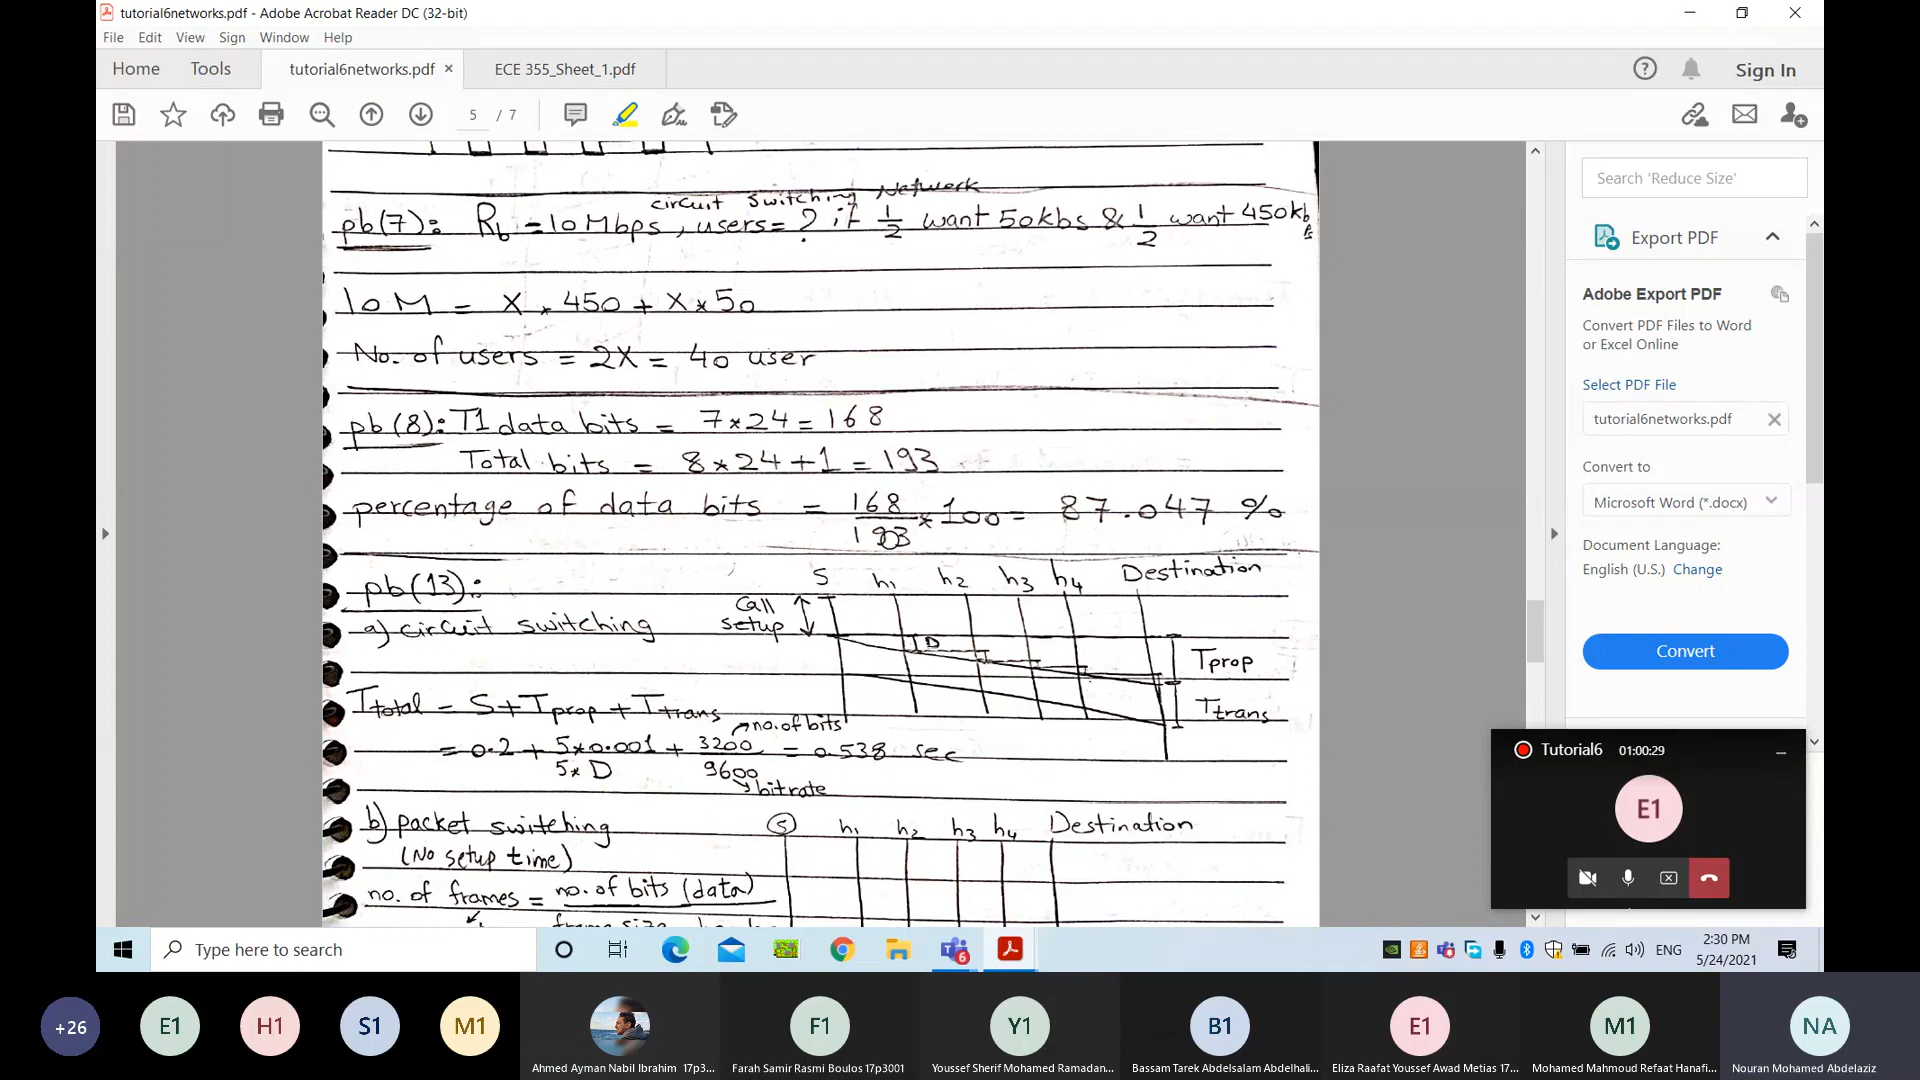 tutorial6networks.pdf - Adobe Acrobat Reader DC (32-bit)
File Edit View Sign Window Help
Home Tools tutorial6networks.pdf × ECE 355_Sheet_1.pdf Sign In
5 / 7
circuit switching Network
pb(7): Rb = 10 Mbps, users = ? if 1/2 want 50kbs & 1/2 want 450kbs
10 M = X * 450 + X * 50
No. of users = 2X = 40 user
pb(8): T1 data bits = 7*24 = 168
Total bits = 8*24+1 = 193
percentage of data bits = 168/193 * 100 = 87.047 %
pb(13):
S h1 h2 h3 h4 Destination
a) circuit switching
Call setup
D
Tprop
Ttrans
Ttotal = S + Tprop + Ttrans
no. of bits
= 0.2 + 5*0.001 + 3200/9600 = 0.538 sec
5*D
bitrate
b) packet switching
S h1 h2 h3 h4 Destination
(No setup time)
no. of frames = no. of bits (data)
Search 'Reduce Size'
Export PDF
Adobe Export PDF
Convert PDF Files to Word
or Excel Online
Select PDF File
tutorial6networks.pdf
Convert to
Microsoft Word (*.docx)
Document Language:
English (U.S.) Change
Convert
Tutorial6 01:00:29
E1
Type here to search
6
ENG
2:30 PM
5/24/2021
+26 E1 H1 S1 M1 F1 Y1 B1 E1 M1 NA
Ahmed Ayman Nabil Ibrahim 17p3...
Farah Samir Rasmi Boulos 17p3001
Youssef Sherif Mohamed Ramadan...
Bassam Tarek Abdelsalam Abdelhali...
Eliza Raafat Youssef Awad Metias 17...
Mohamed Mahmoud Refaat Hanafi...
Nouran Mohamed Abdelaziz